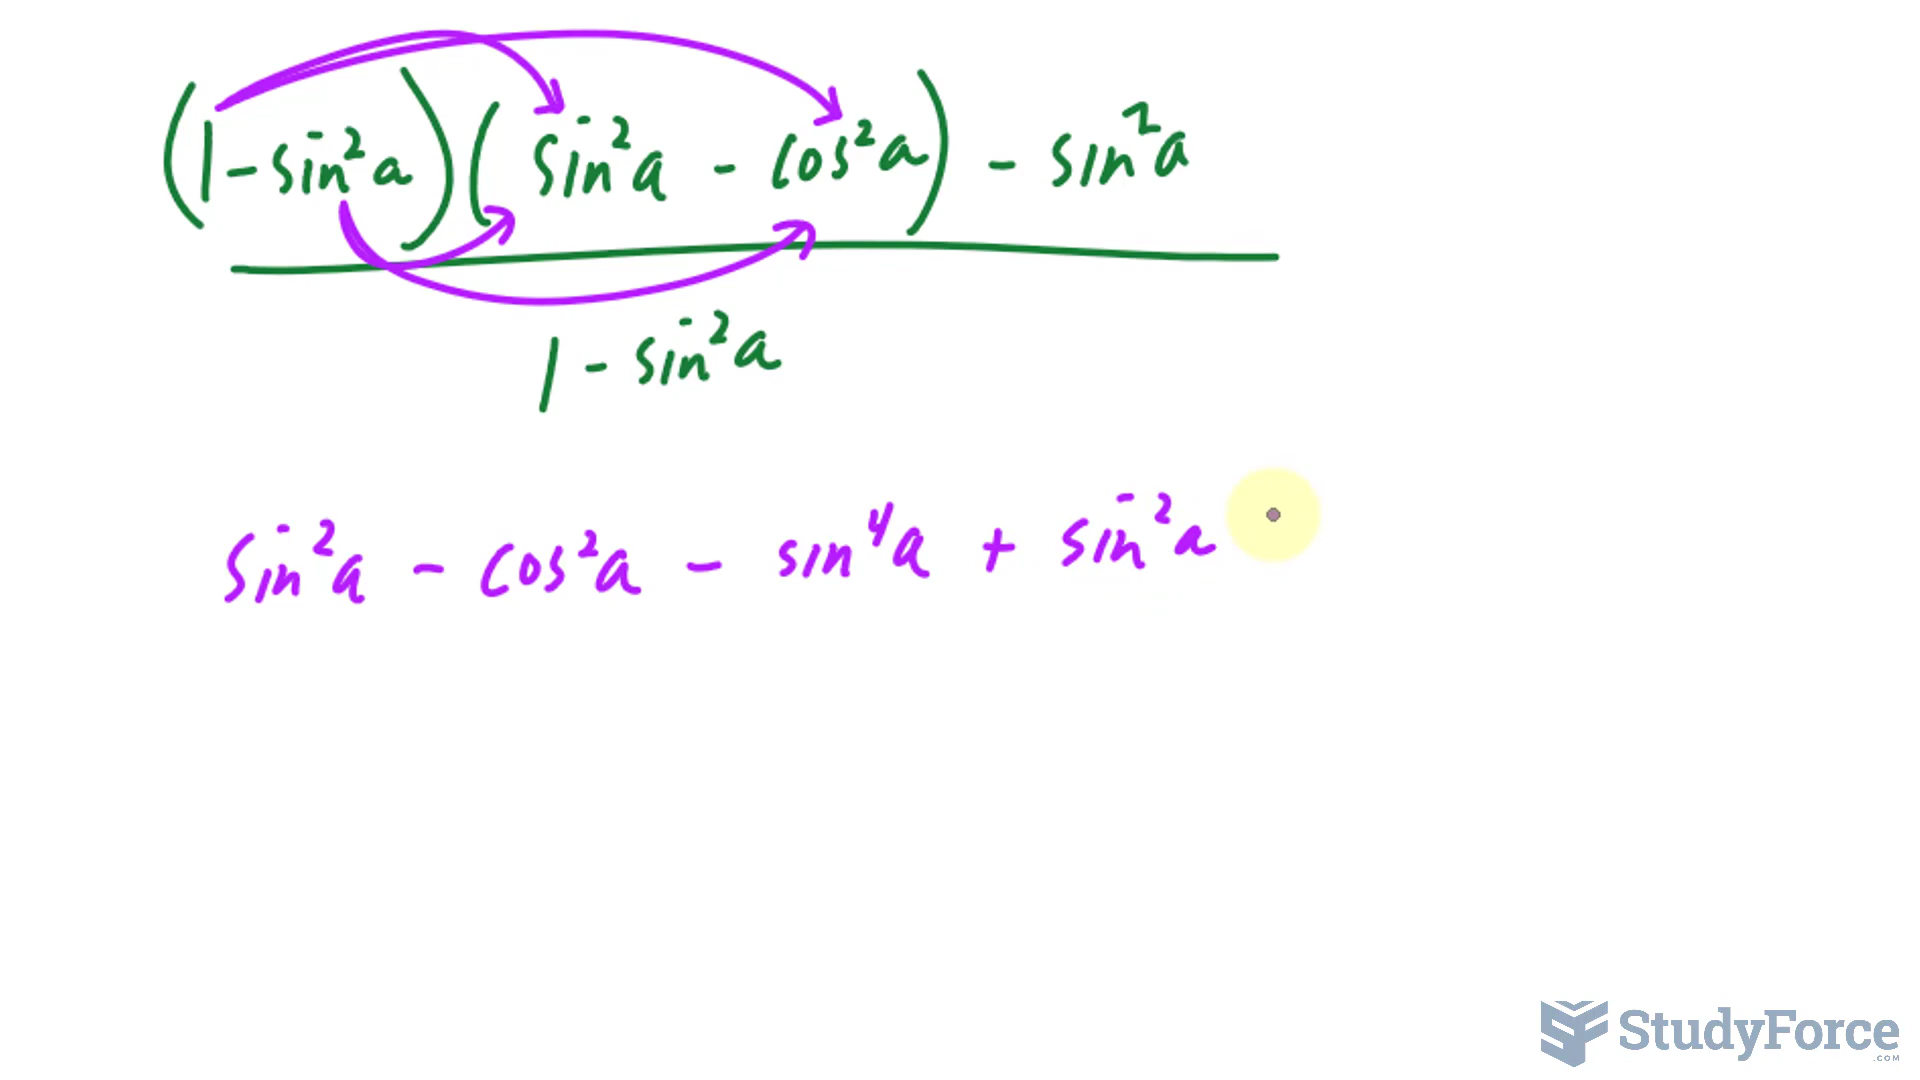 (1 - sin²a)(sin²a - cos²a) - sin²a
1 - sin²a
sin²a - cos²a - sin⁴a + sin²a
StudyForce
.COM